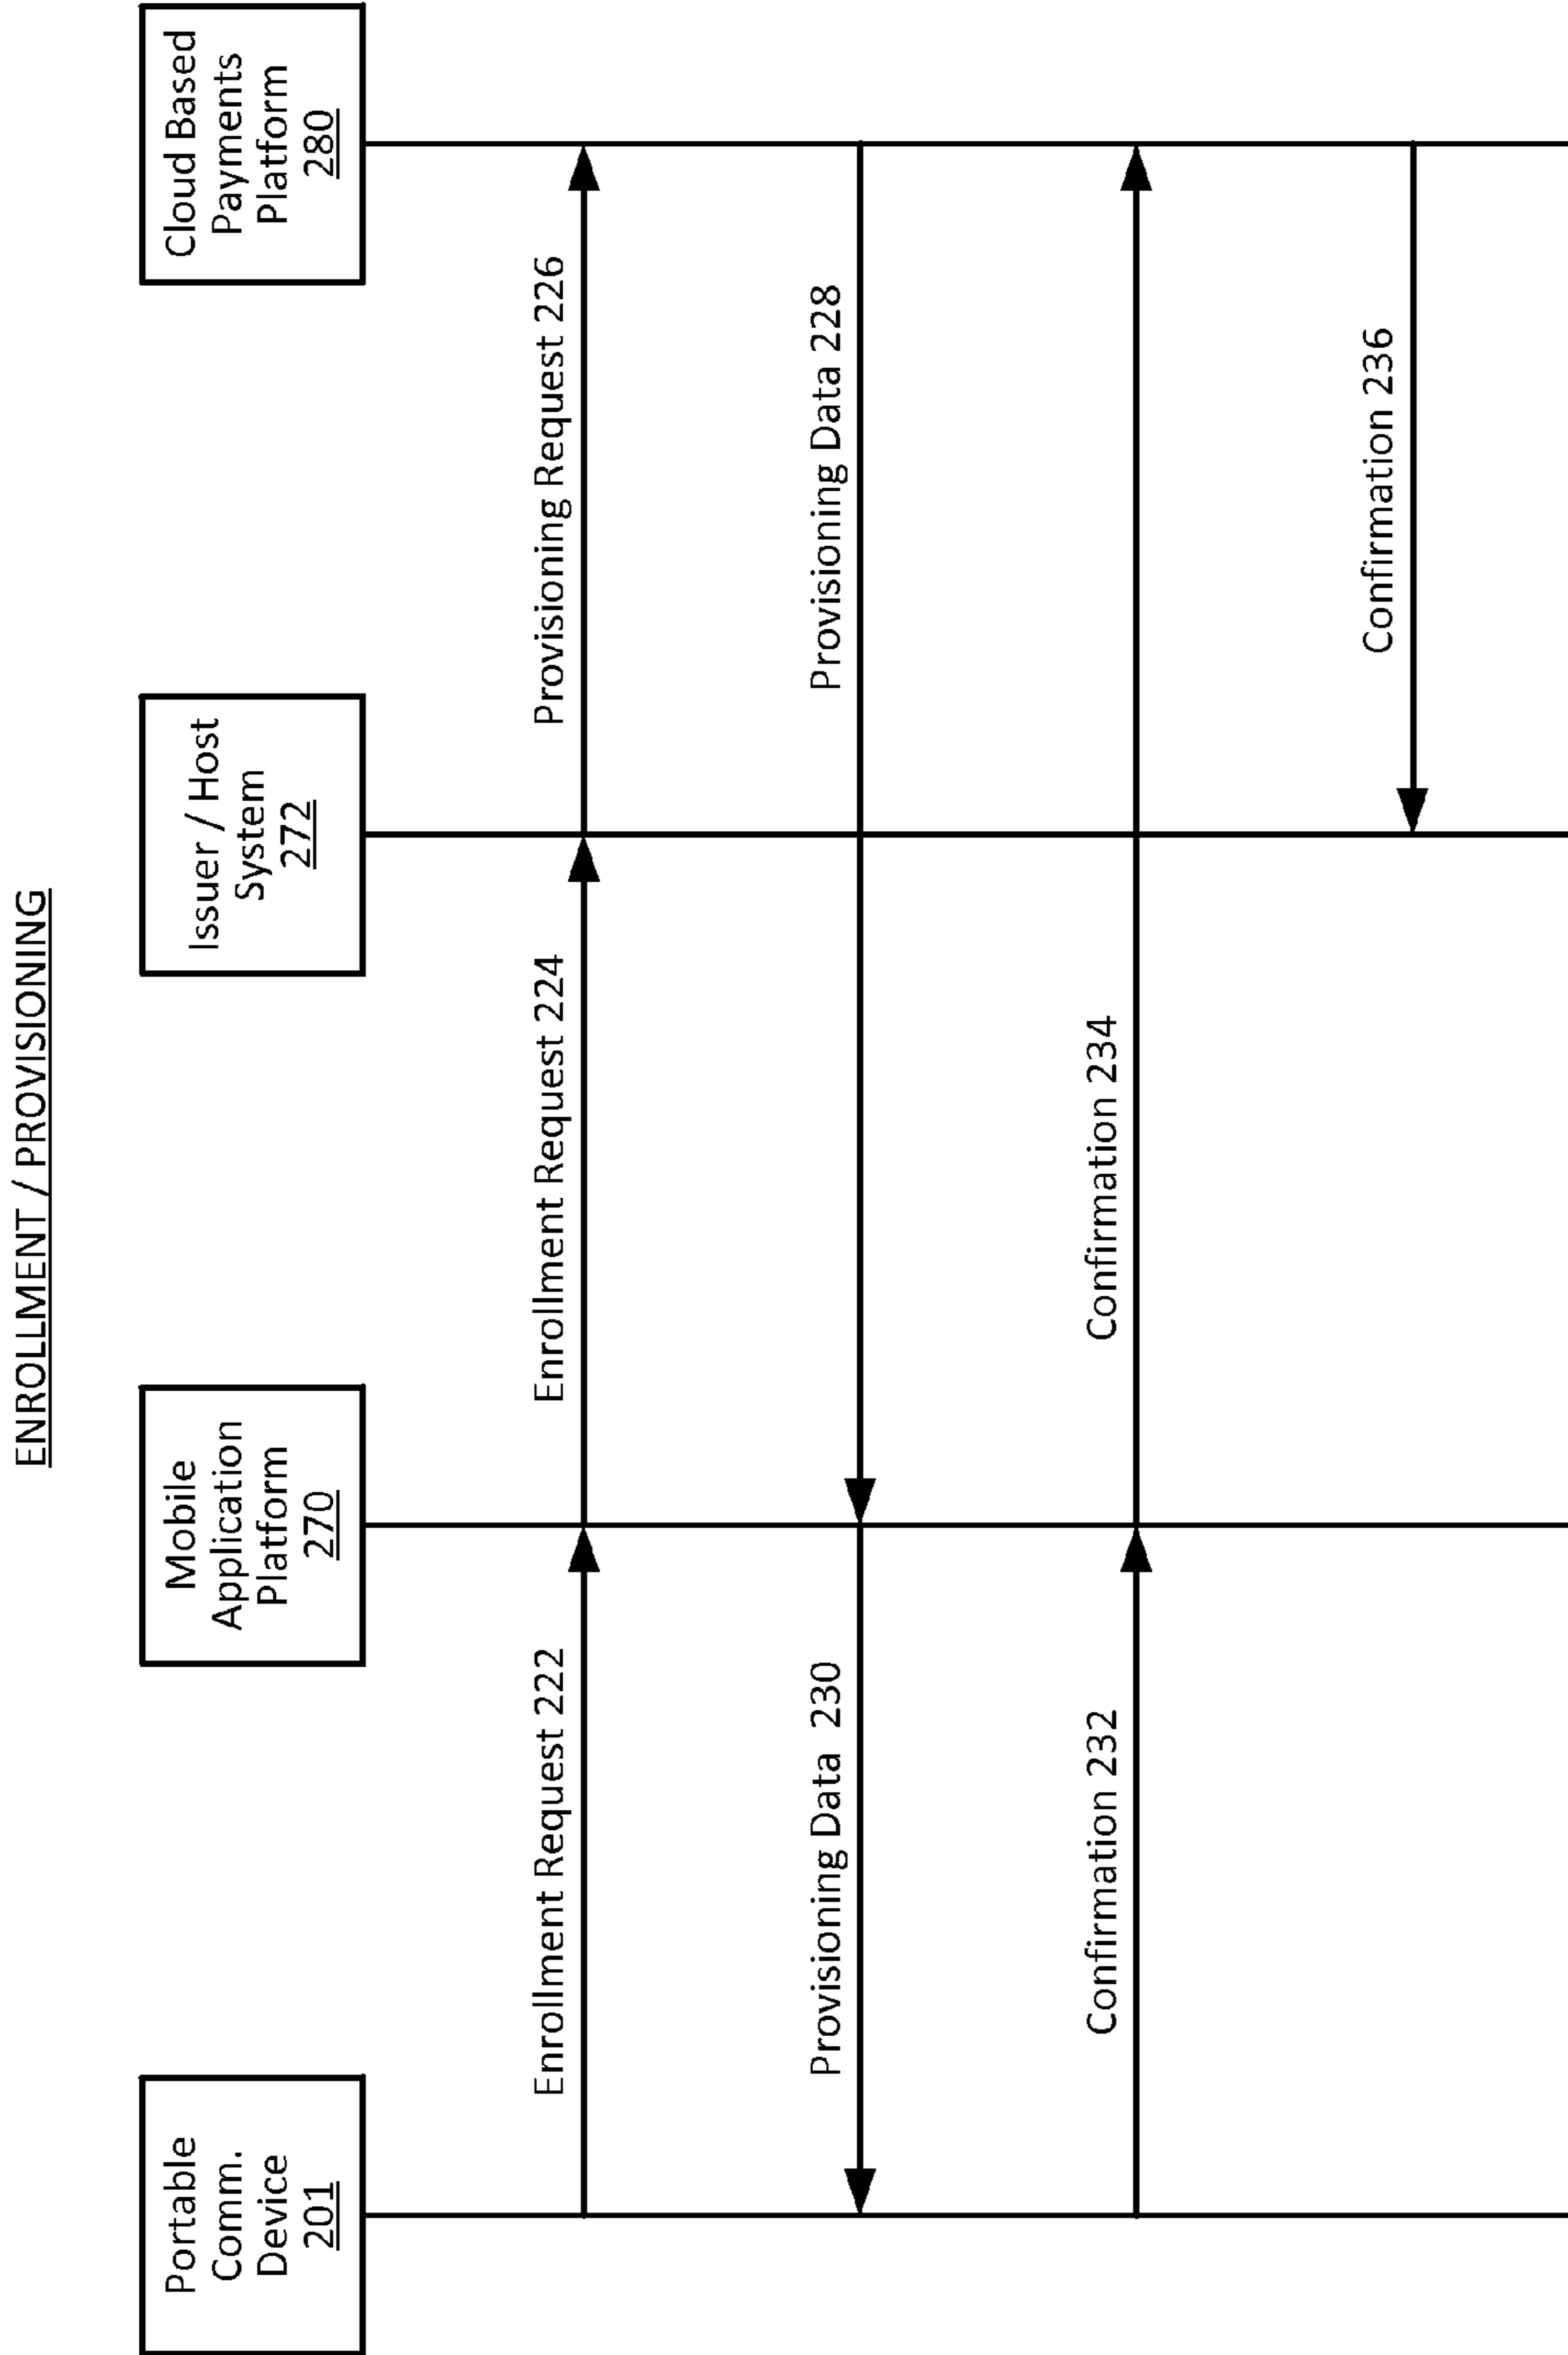 ENROLLMENT / PROVISIONING
Portable
Comm.
Device
201
Mobile
Application
Platform
270
Issuer / Host
System
272
Cloud Based
Payments
Platform
280
Enrollment Request 222
Enrollment Request 224
Provisioning Request 226
Provisioning Data 230
Provisioning Data 228
Confirmation 232
Confirmation 234
Confirmation 236